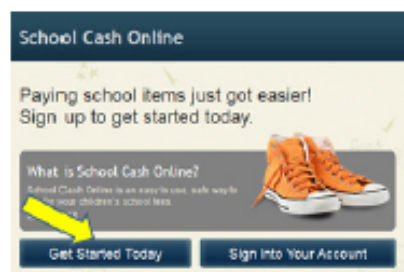 School Cash Online
Paying school items just got easier!
Sign up to get started today.
What is School Cash Online?
School Cash Online is an easy to use, safe way to
your children's school fees.
Get Started Today
Sign Into Your Account